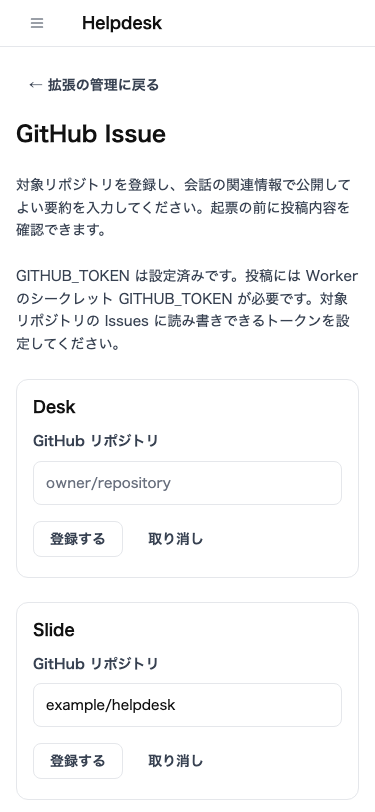 Helpdesk
← 拡張の管理に戻る
GitHub Issue
対象リポジトリを登録し、会話の関連情報で公開して
よい要約を入力してください。起票の前に投稿内容を
確認できます。
GITHUB_TOKEN は設定済みです。投稿には Worker
のシークレット GITHUB_TOKEN が必要です。対象
リポジトリの Issues に読み書きできるトークンを設
定してください。
Desk
GitHub リポジトリ
owner/repository
登録する 取り消し
Slide
GitHub リポジトリ
example/helpdesk
登録する 取り消し